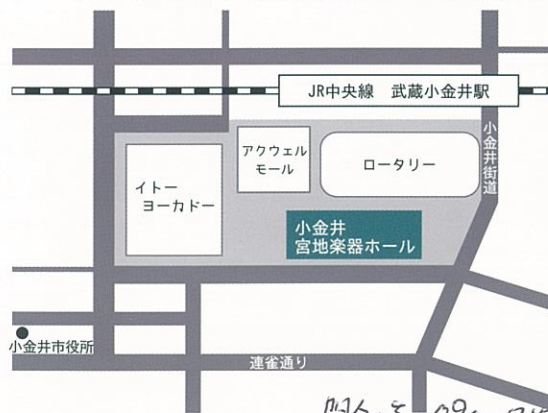 JR中央線　武蔵小金井駅
小金井街道
アクウェル
モール
ロータリー
イトー
ヨーカドー
小金井
宮地楽器ホール
小金井市役所
連雀通り